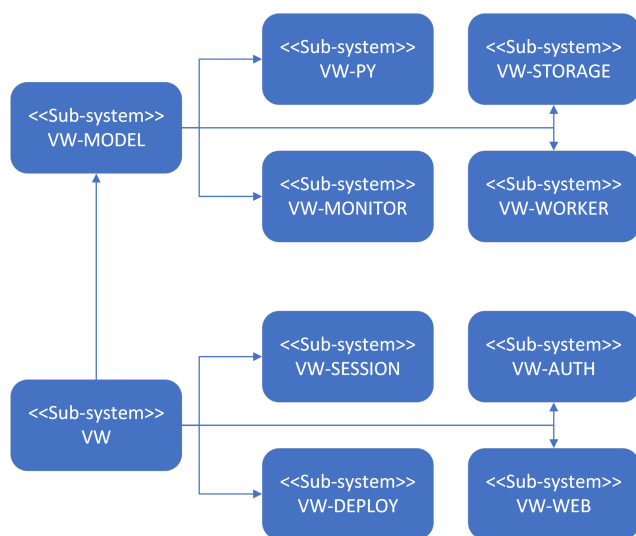 <<Sub-system>>
VW-PY
<<Sub-system>>
VW-STORAGE
<<Sub-system>>
VW-MODEL
<<Sub-system>>
VW-MONITOR
<<Sub-system>>
VW-WORKER
<<Sub-system>>
VW-SESSION
<<Sub-system>>
VW-AUTH
<<Sub-system>>
VW
<<Sub-system>>
VW-DEPLOY
<<Sub-system>>
VW-WEB